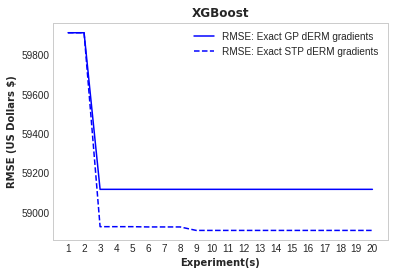 XGBoost
RMSE: Exact GP dERM gradients
RMSE: Exact STP dERM gradients
RMSE (US Dollars $)
59800
59600
59400
59200
59000
1 2 3 4 5 6 7 8 9 10 11 12 13 14 15 16 17 18 19 20
Experiment(s)